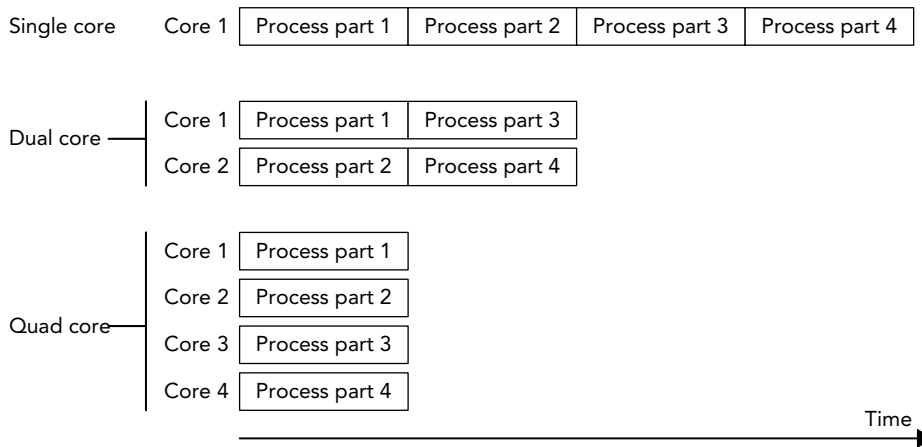 Single core Core 1 Process part 1 Process part 2 Process part 3 Process part 4
Core 1 Process part 1 Process part 3
Dual core
Core 2 Process part 2 Process part 4
Core 1 Process part 1
Core 2 Process part 2
Quad core
Core 3 Process part 3
Core 4 Process part 4
Time